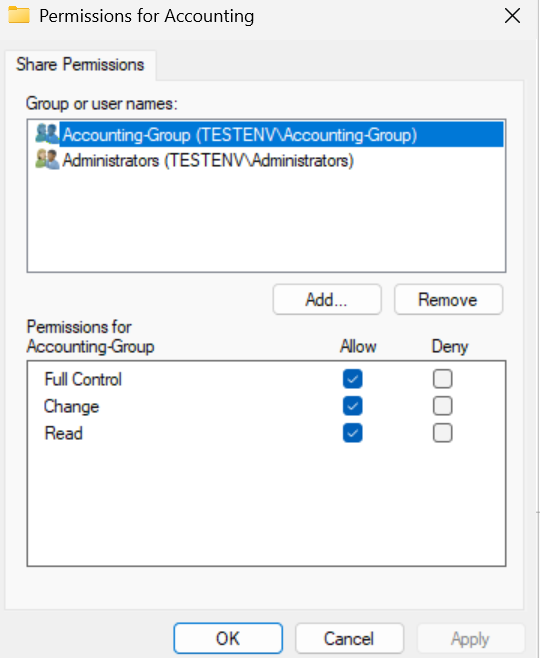 Permissions for Accounting
Share Permissions
Group or user names:
Accounting-Group (TESTENV\Accounting-Group)
Administrators (TESTENV\Administrators)
Add... Remove
Permissions for
Accounting-Group Allow Deny
Full Control
Change
Read
OK Cancel Apply